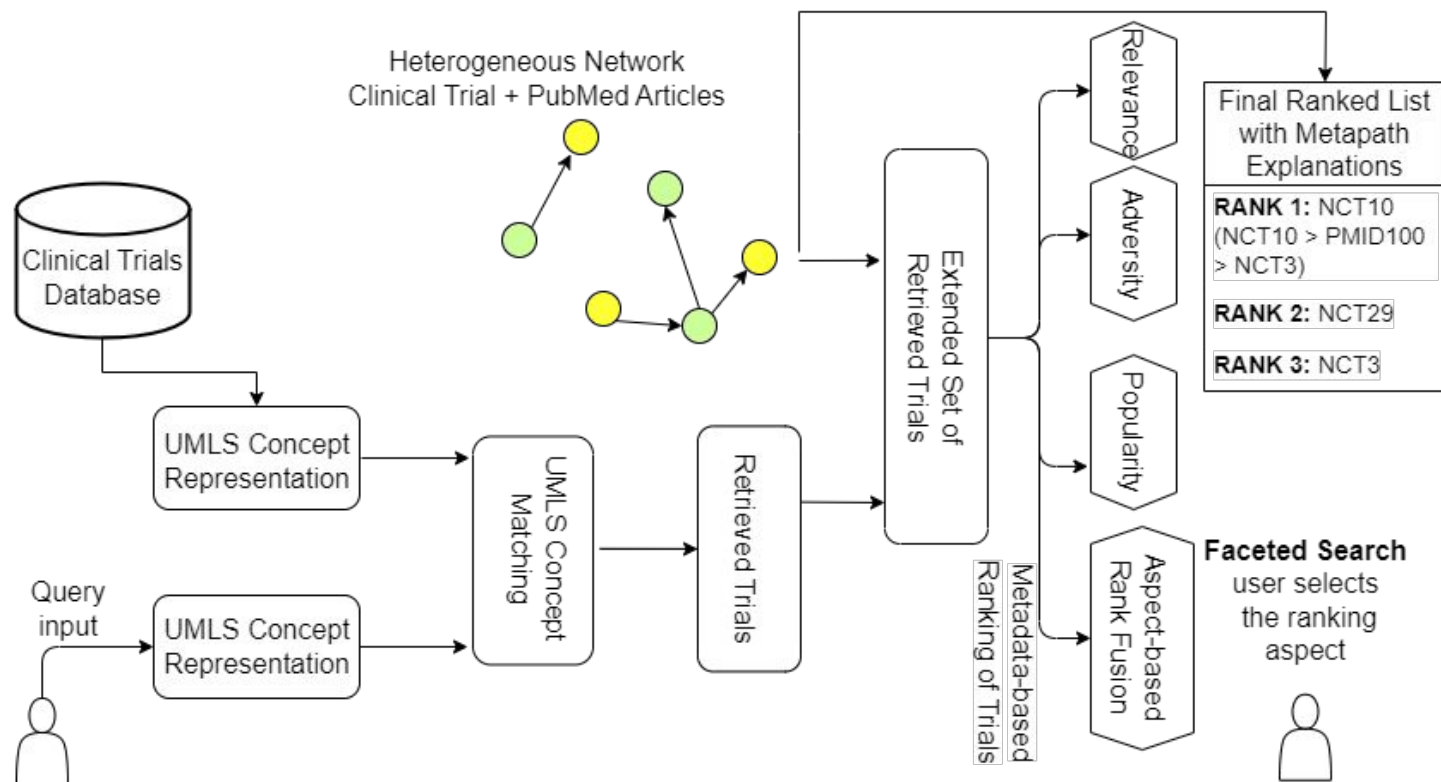 Heterogeneous Network
Clinical Trial + PubMed Articles
Clinical Trials
Database
UMLS Concept
Representation
Query
input
UMLS Concept
Representation
UMLS Concept
Matching
Retrieved Trials
Extended Set of
Retrieved Trials
Metadata-based
Ranking of Trials
Relevance
Adversity
Popularity
Aspect-based
Rank Fusion
Final Ranked List
with Metapath
Explanations
RANK 1: NCT10
(NCT10 > PMID100
> NCT3)
RANK 2: NCT29
RANK 3: NCT3
Faceted Search
user selects
the ranking
aspect